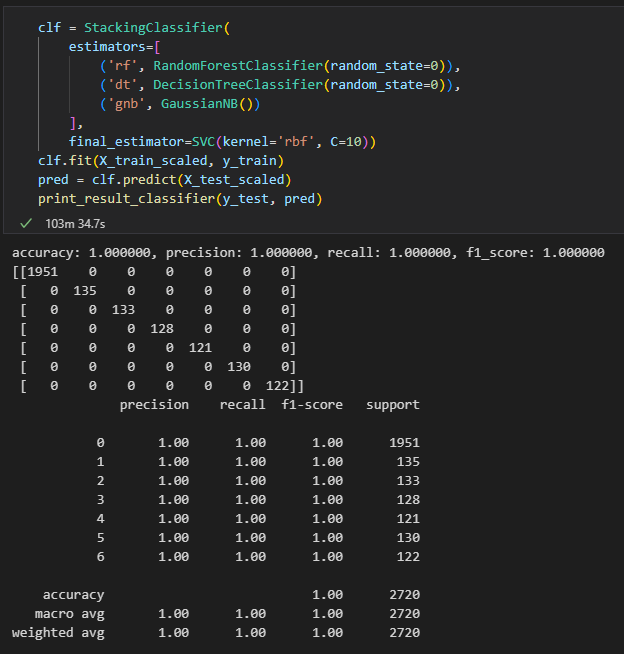 clf = StackingClassifier(
    estimators=[
        ('rf', RandomForestClassifier(random_state=0)),
        ('dt', DecisionTreeClassifier(random_state=0)),
        ('gnb', GaussianNB())
    ],
    final_estimator=SVC(kernel='rbf', C=10))
clf.fit(X_train_scaled, y_train)
pred = clf.predict(X_test_scaled)
print_result_classifier(y_test, pred)
103m 34.7s
accuracy: 1.000000, precision: 1.000000, recall: 1.000000, f1_score: 1.000000
[[1951    0    0    0    0    0    0]
 [   0  135    0    0    0    0    0]
 [   0    0  133    0    0    0    0]
 [   0    0    0  128    0    0    0]
 [   0    0    0    0  121    0    0]
 [   0    0    0    0    0  130    0]
 [   0    0    0    0    0    0  122]]
              precision    recall  f1-score   support

           0       1.00      1.00      1.00      1951
           1       1.00      1.00      1.00       135
           2       1.00      1.00      1.00       133
           3       1.00      1.00      1.00       128
           4       1.00      1.00      1.00       121
           5       1.00      1.00      1.00       130
           6       1.00      1.00      1.00       122

    accuracy                           1.00      2720
   macro avg       1.00      1.00      1.00      2720
weighted avg       1.00      1.00      1.00      2720